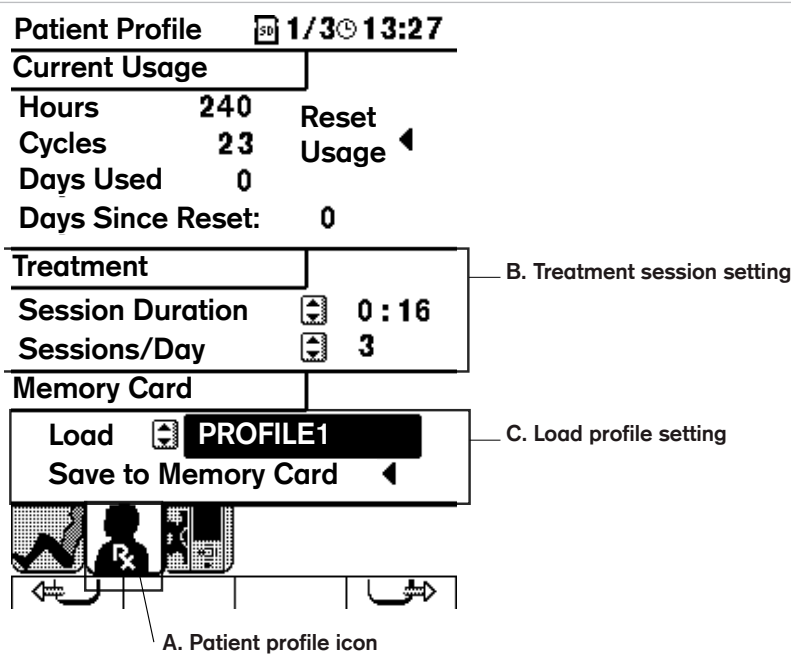 Patient Profile SD 1/3 13:27
Current Usage
Hours 240
Cycles 23
Reset
Usage
Days Used 0
Days Since Reset: 0
Treatment
B. Treatment session setting
Session Duration 0:16
Sessions/Day 3
Memory Card
Load PROFILE1
C. Load profile setting
Save to Memory Card
Rx
A. Patient profile icon